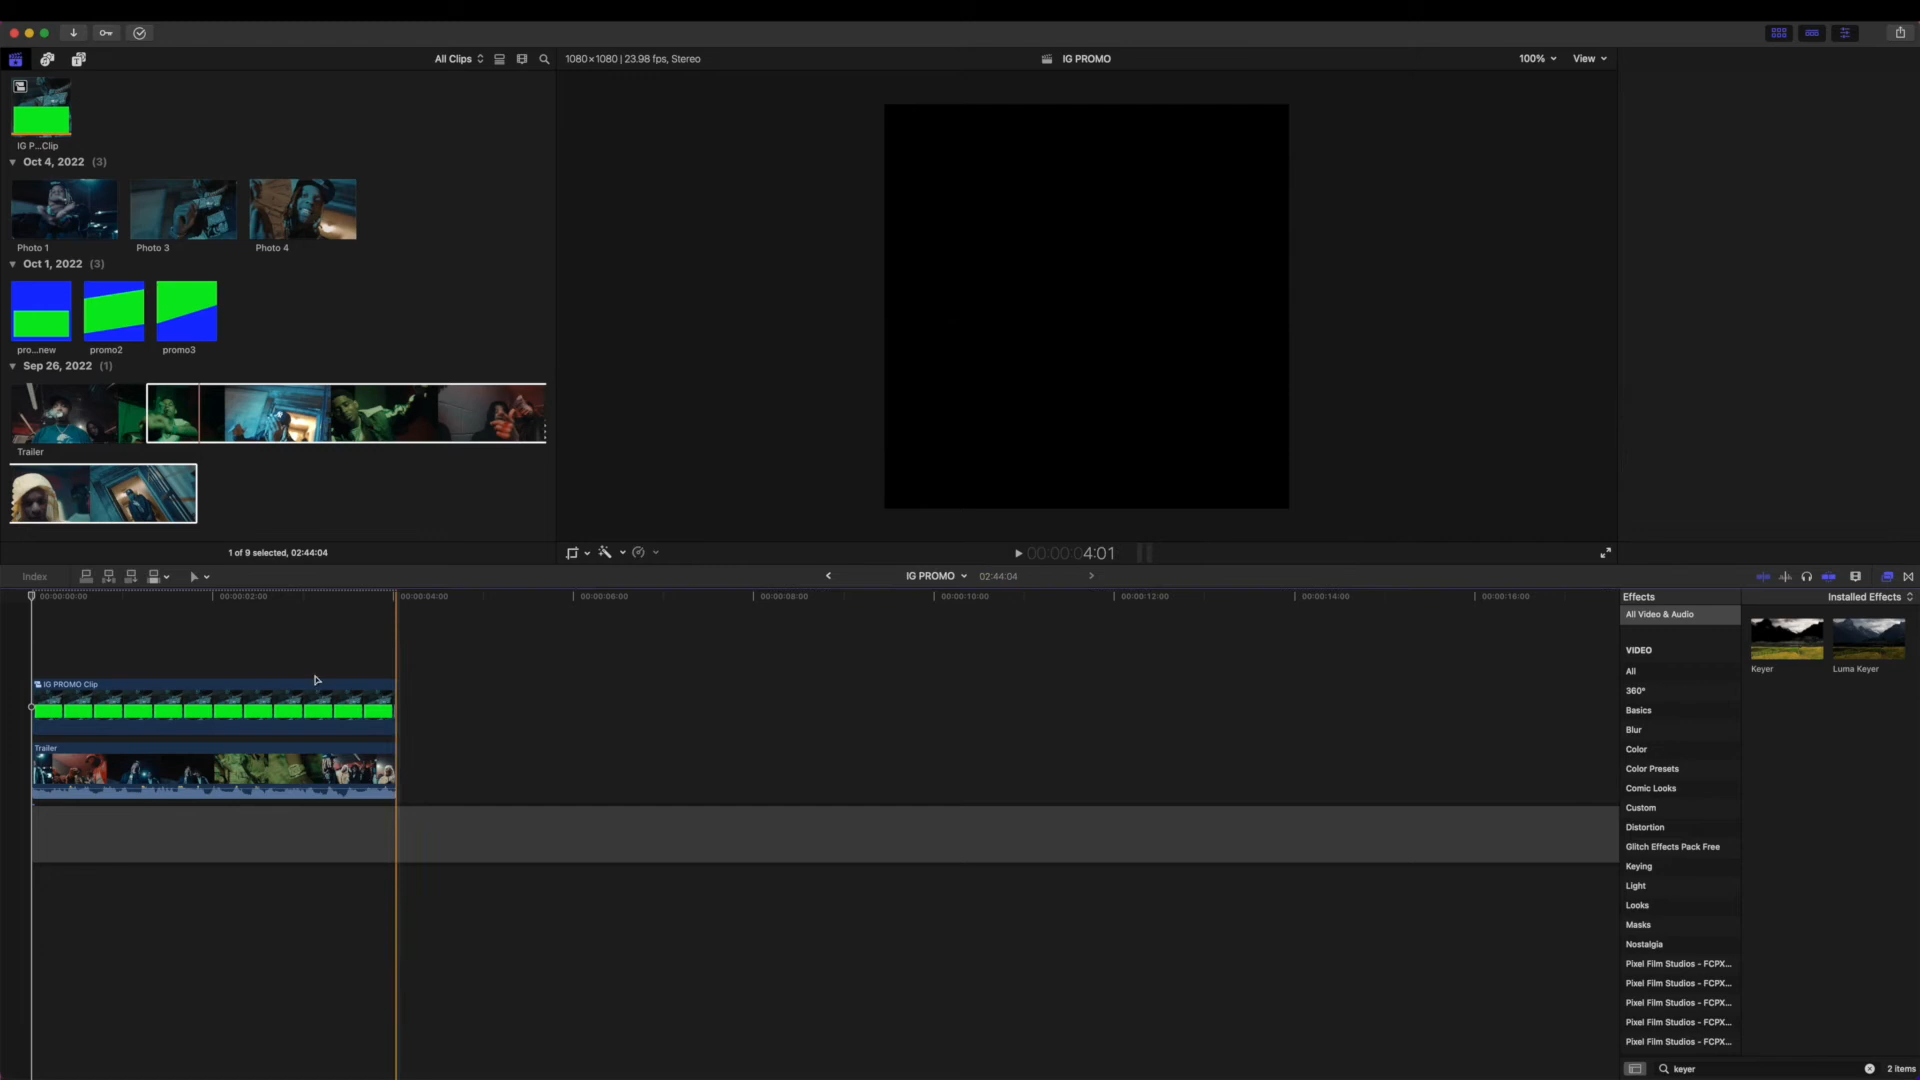 All Clips
1080×1080 | 23.98 fps, Stereo
IG PROMO
100%
View
IG P...Clip
Oct 4, 2022 (3)
Photo 1
Photo 3
Photo 4
Oct 1, 2022 (3)
pro...new
promo2
promo3
Sep 26, 2022 (1)
Trailer
1 of 9 selected, 02:44:04
00:00:04:01
Index
IG PROMO
02:44:04
00:00:00:00
00:00:02:00
00:00:04:00
00:00:06:00
00:00:08:00
00:00:10:00
00:00:12:00
00:00:14:00
00:00:16:00
IG PROMO Clip
Trailer
Effects
Installed Effects
All Video & Audio
VIDEO
All
360°
Basics
Blur
Color
Color Presets
Comic Looks
Custom
Distortion
Glitch Effects Pack Free
Keying
Light
Looks
Masks
Nostalgia
Pixel Film Studios - FCPX...
Pixel Film Studios - FCPX...
Pixel Film Studios - FCPX...
Pixel Film Studios - FCPX...
Pixel Film Studios - FCPX...
Keyer
Luma Keyer
keyer
2 items